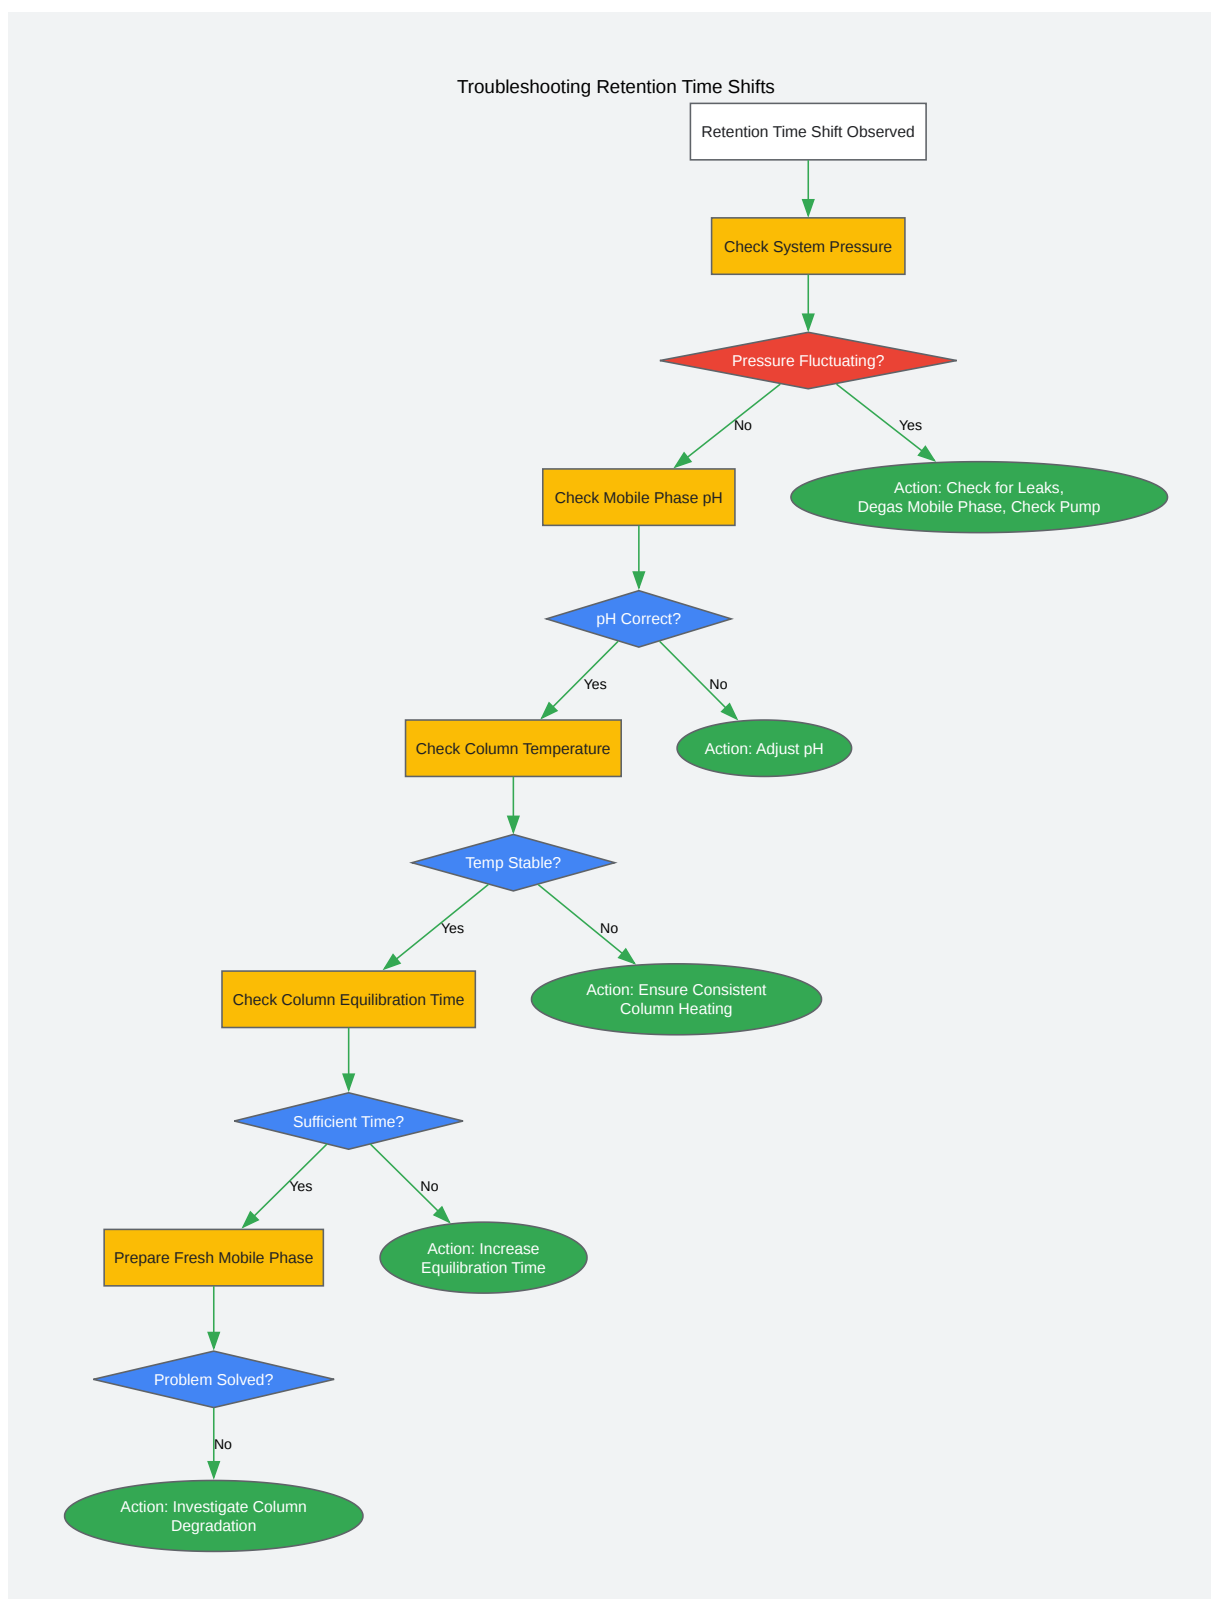 Troubleshooting Retention Time Shifts
Retention Time Shift Observed
Check System Pressure
Pressure Fluctuating?
No
Yes
Check Mobile Phase pH
Action: Check for Leaks,
Degas Mobile Phase, Check Pump
pH Correct?
Yes
No
Check Column Temperature
Action: Adjust pH
Temp Stable?
Yes
No
Check Column Equilibration Time
Action: Ensure Consistent
Column Heating
Sufficient Time?
Yes
No
Prepare Fresh Mobile Phase
Action: Increase
Equilibration Time
Problem Solved?
No
Action: Investigate Column
Degradation